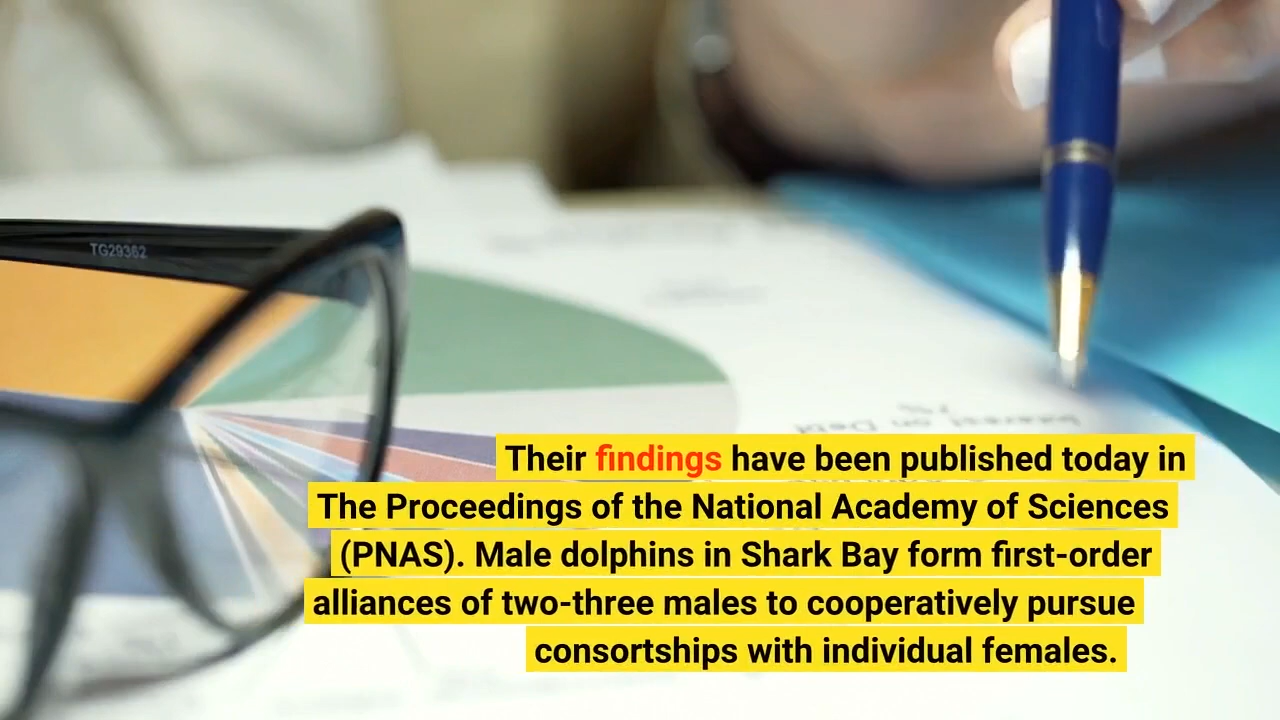 TG29362
Their findings have been published today in
The Proceedings of the National Academy of Sciences
(PNAS). Male dolphins in Shark Bay form first-order
alliances of two-three males to cooperatively pursue
consortships with individual females.